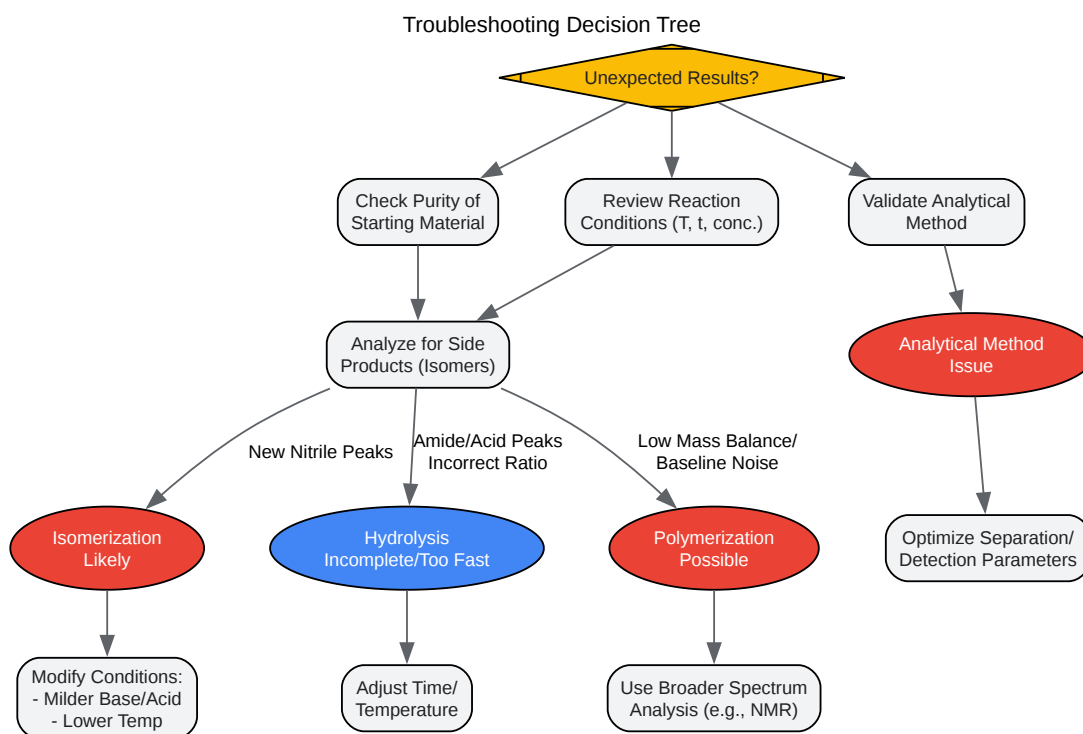 Troubleshooting Decision Tree
Unexpected Results?
Check Purity of
Starting Material
Review Reaction
Conditions (T, t, conc.)
Validate Analytical
Method
Analyze for Side
Products (Isomers)
Analytical Method
Issue
New Nitrile Peaks
Amide/Acid Peaks
Incorrect Ratio
Low Mass Balance/
Baseline Noise
Isomerization
Likely
Hydrolysis
Incomplete/Too Fast
Polymerization
Possible
Optimize Separation/
Detection Parameters
Modify Conditions:
- Milder Base/Acid
- Lower Temp
Adjust Time/
Temperature
Use Broader Spectrum
Analysis (e.g., NMR)